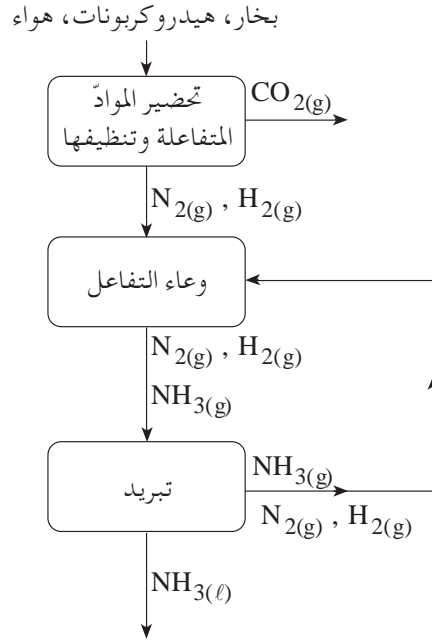 بخار، هيدروكربونات، هواء
تحضير الموادّ
المتفاعلة وتنظيفها
CO2(g)
N2(g) , H2(g)
وعاء التفاعل
N2(g) , H2(g)
NH3(g)
تبريد
NH3(g)
N2(g) , H2(g)
NH3(ℓ)